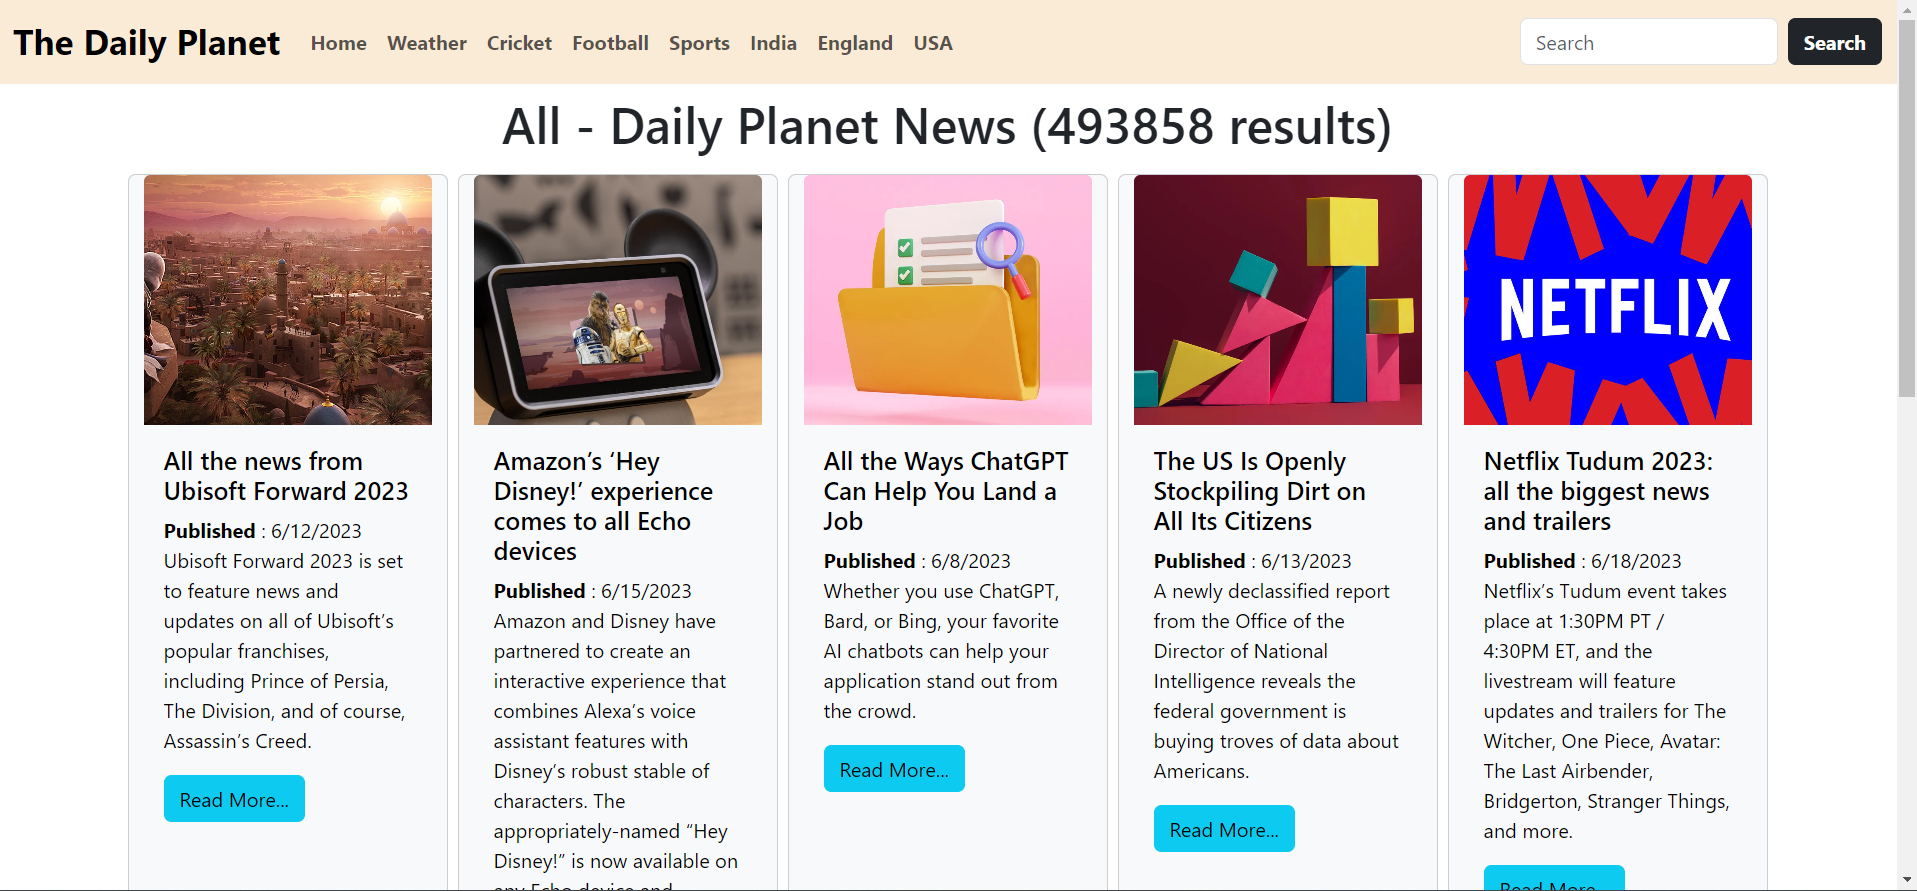 The Daily Planet Home Weather Cricket Football Sports India England USA Search Search
All - Daily Planet News (493858 results)
All the news from
Ubisoft Forward 2023
Published : 6/12/2023
Ubisoft Forward 2023 is set
to feature news and
updates on all of Ubisoft’s
popular franchises,
including Prince of Persia,
The Division, and of course,
Assassin’s Creed.
Read More...
Amazon’s ‘Hey
Disney!’ experience
comes to all Echo
devices
Published : 6/15/2023
Amazon and Disney have
partnered to create an
interactive experience that
combines Alexa’s voice
assistant features with
Disney’s robust stable of
characters. The
appropriately-named “Hey
Disney!” is now available on
any Echo device and
All the Ways ChatGPT
Can Help You Land a
Job
Published : 6/8/2023
Whether you use ChatGPT,
Bard, or Bing, your favorite
AI chatbots can help your
application stand out from
the crowd.
Read More...
The US Is Openly
Stockpiling Dirt on
All Its Citizens
Published : 6/13/2023
A newly declassified report
from the Office of the
Director of National
Intelligence reveals the
federal government is
buying troves of data about
Americans.
Read More...
NETFLIX
Netflix Tudum 2023:
all the biggest news
and trailers
Published : 6/18/2023
Netflix’s Tudum event takes
place at 1:30PM PT /
4:30PM ET, and the
livestream will feature
updates and trailers for The
Witcher, One Piece, Avatar:
The Last Airbender,
Bridgerton, Stranger Things,
and more.
Read More...